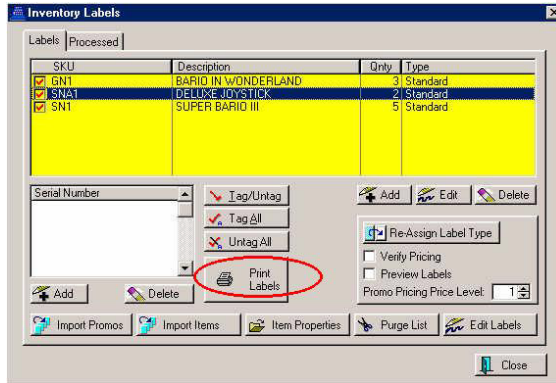 Inventory Labels
Labels Processed
SKU Description Qnty Type
GN1 BARIO IN WONDERLAND 3 Standard
SNA1 DELUXE JOYSTICK 2 Standard
SN1 SUPER BARIO III 5 Standard
Serial Number
Tag/Untag
Add Edit Delete
Tag All
Re-Assign Label Type
Untag All
Verify Pricing
Print Labels
Preview Labels
Add Delete
Promo Pricing Price Level: 1
Import Promos Import Items Item Properties Purge List Edit Labels
Close